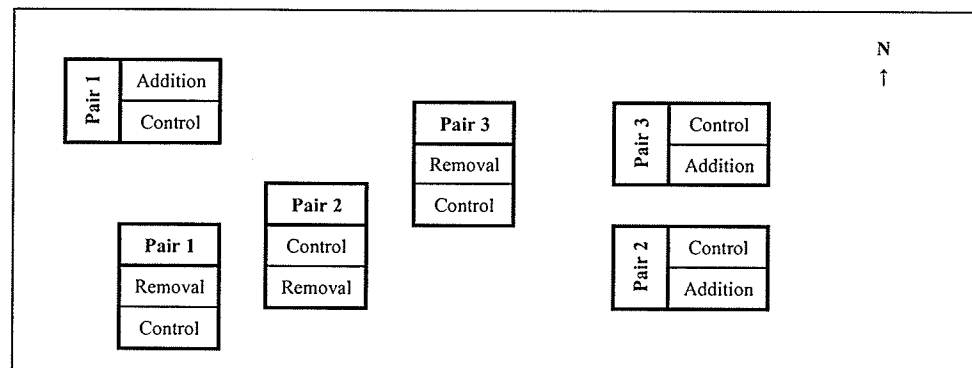 N
↑
Pair 1
Addition
Control
Pair 3
Removal
Control
Pair 3
Control
Addition
Pair 2
Control
Removal
Pair 1
Removal
Control
Pair 2
Control
Addition